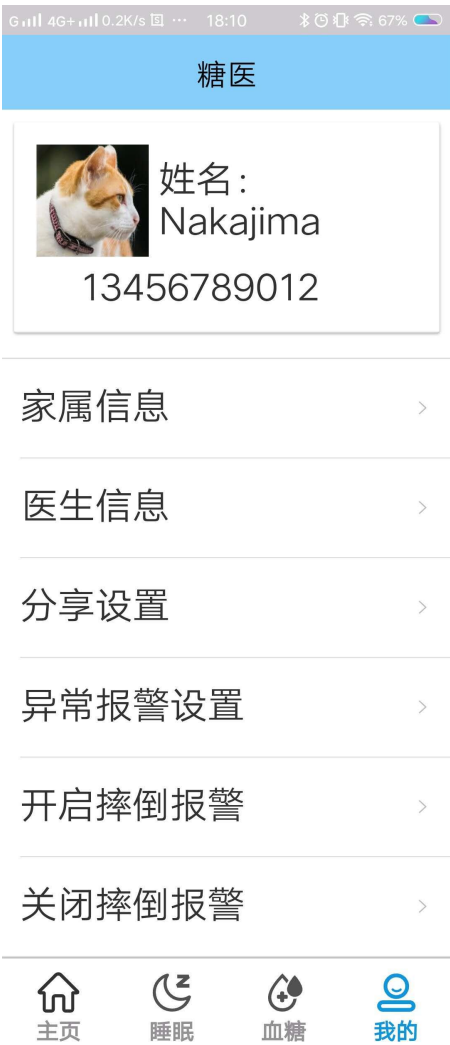 G 4G+ 0.2K/s ··· 18:10 67%
糖医
姓名：
Nakajima
13456789012
家属信息
医生信息
分享设置
异常报警设置
开启摔倒报警
关闭摔倒报警
主页 睡眠 血糖 我的